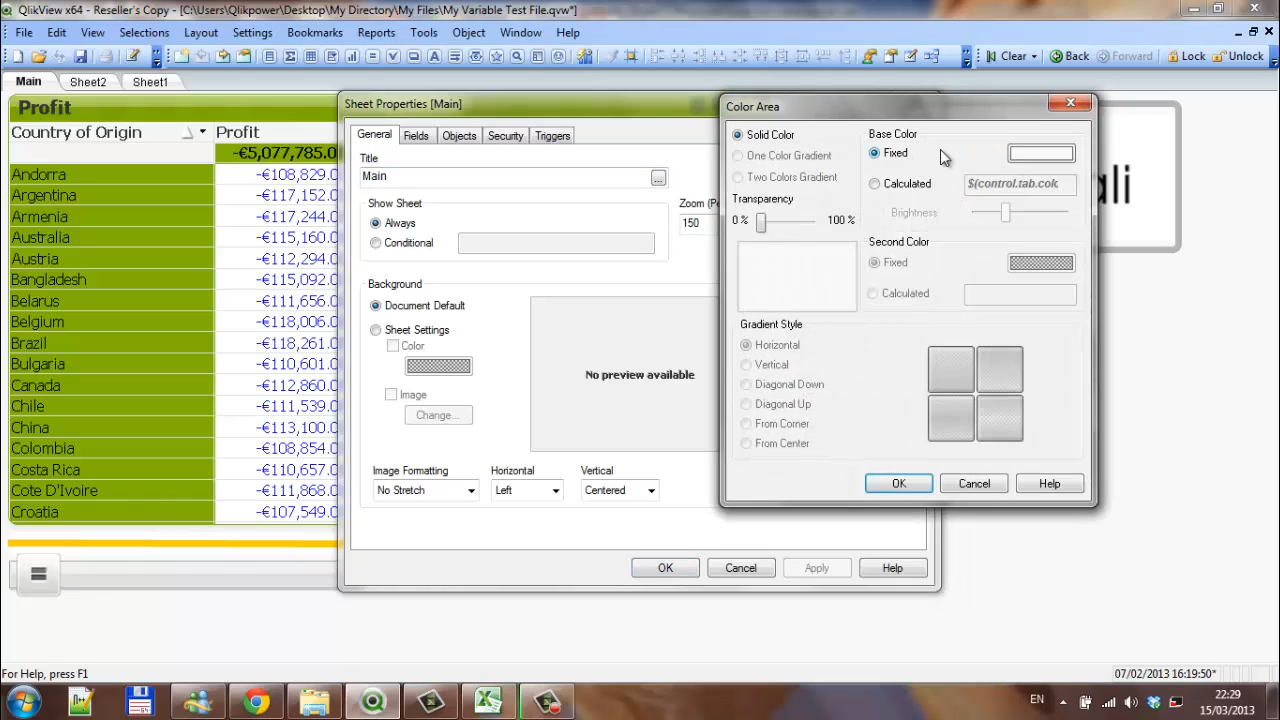 QlikView x64 - Reseller's Copy - [C:\Users\Qlikpower\Desktop\My Directory\My Files\My Variable Test File.qvw*]
File Edit View Selections Layout Settings Bookmarks Reports Tools Object Window Help
Clear Back Forward Lock Unlock
Main Sheet2 Sheet1
Profit
Country of Origin Profit
-€5,077,785.0
Andorra -€108,829.0
Argentina -€117,152.0
Armenia -€117,244.0
Australia -€115,160.0
Austria -€112,294.0
Bangladesh -€115,092.0
Belarus -€111,656.0
Belgium -€118,006.0
Brazil -€118,261.0
Bulgaria -€110,601.0
Canada -€112,860.0
Chile -€111,539.0
China -€113,100.0
Colombia -€108,854.0
Costa Rica -€110,657.0
Cote D'Ivoire -€111,868.0
Croatia -€107,549.0
Sheet Properties [Main]
General Fields Objects Security Triggers
Title
Main ...
Show Sheet
Always
Conditional
Zoom (Pe
150
Background
Document Default
Sheet Settings
Color
Image
Change...
No preview available
Image Formatting Horizontal Vertical
No Stretch Left Centered
OK Cancel Apply Help
Color Area
Solid Color
One Color Gradient
Two Colors Gradient
Transparency
0 % 100 %
Base Color
Fixed
Calculated $(control.tab.colc
Brightness
Second Color
Fixed
Calculated
Gradient Style
Horizontal
Vertical
Diagonal Down
Diagonal Up
From Corner
From Center
OK Cancel Help
ali
For Help, press F1 07/02/2013 16:19:50*
EN 22:29
15/03/2013